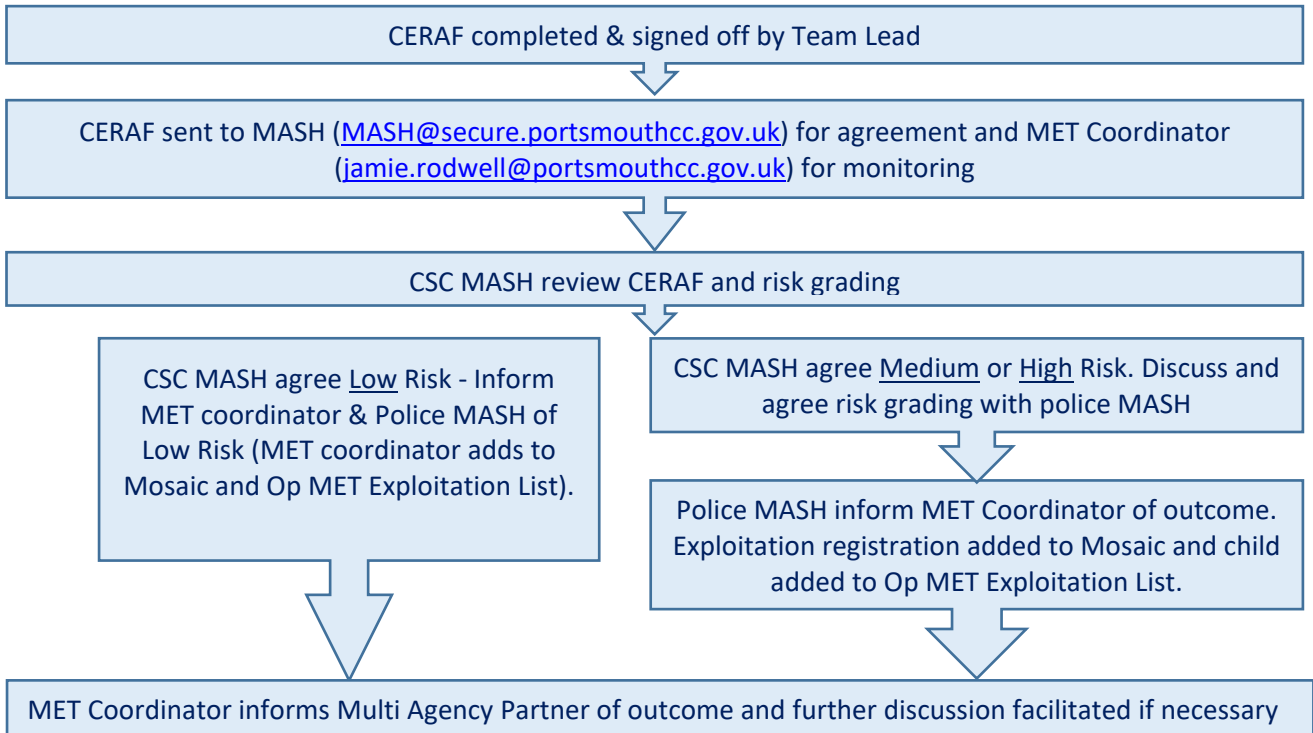 CERAF completed & signed off by Team Lead
CERAF sent to MASH (MASH@secure.portsmouthcc.gov.uk) for agreement and MET Coordinator
(jamie.rodwell@portsmouthcc.gov.uk) for monitoring
CSC MASH review CERAF and risk grading
CSC MASH agree Low Risk - Inform
MET coordinator & Police MASH of
Low Risk (MET coordinator adds to
Mosaic and Op MET Exploitation List).
CSC MASH agree Medium or High Risk. Discuss and
agree risk grading with police MASH
Police MASH inform MET Coordinator of outcome.
Exploitation registration added to Mosaic and child
added to Op MET Exploitation List.
MET Coordinator informs Multi Agency Partner of outcome and further discussion facilitated if necessary